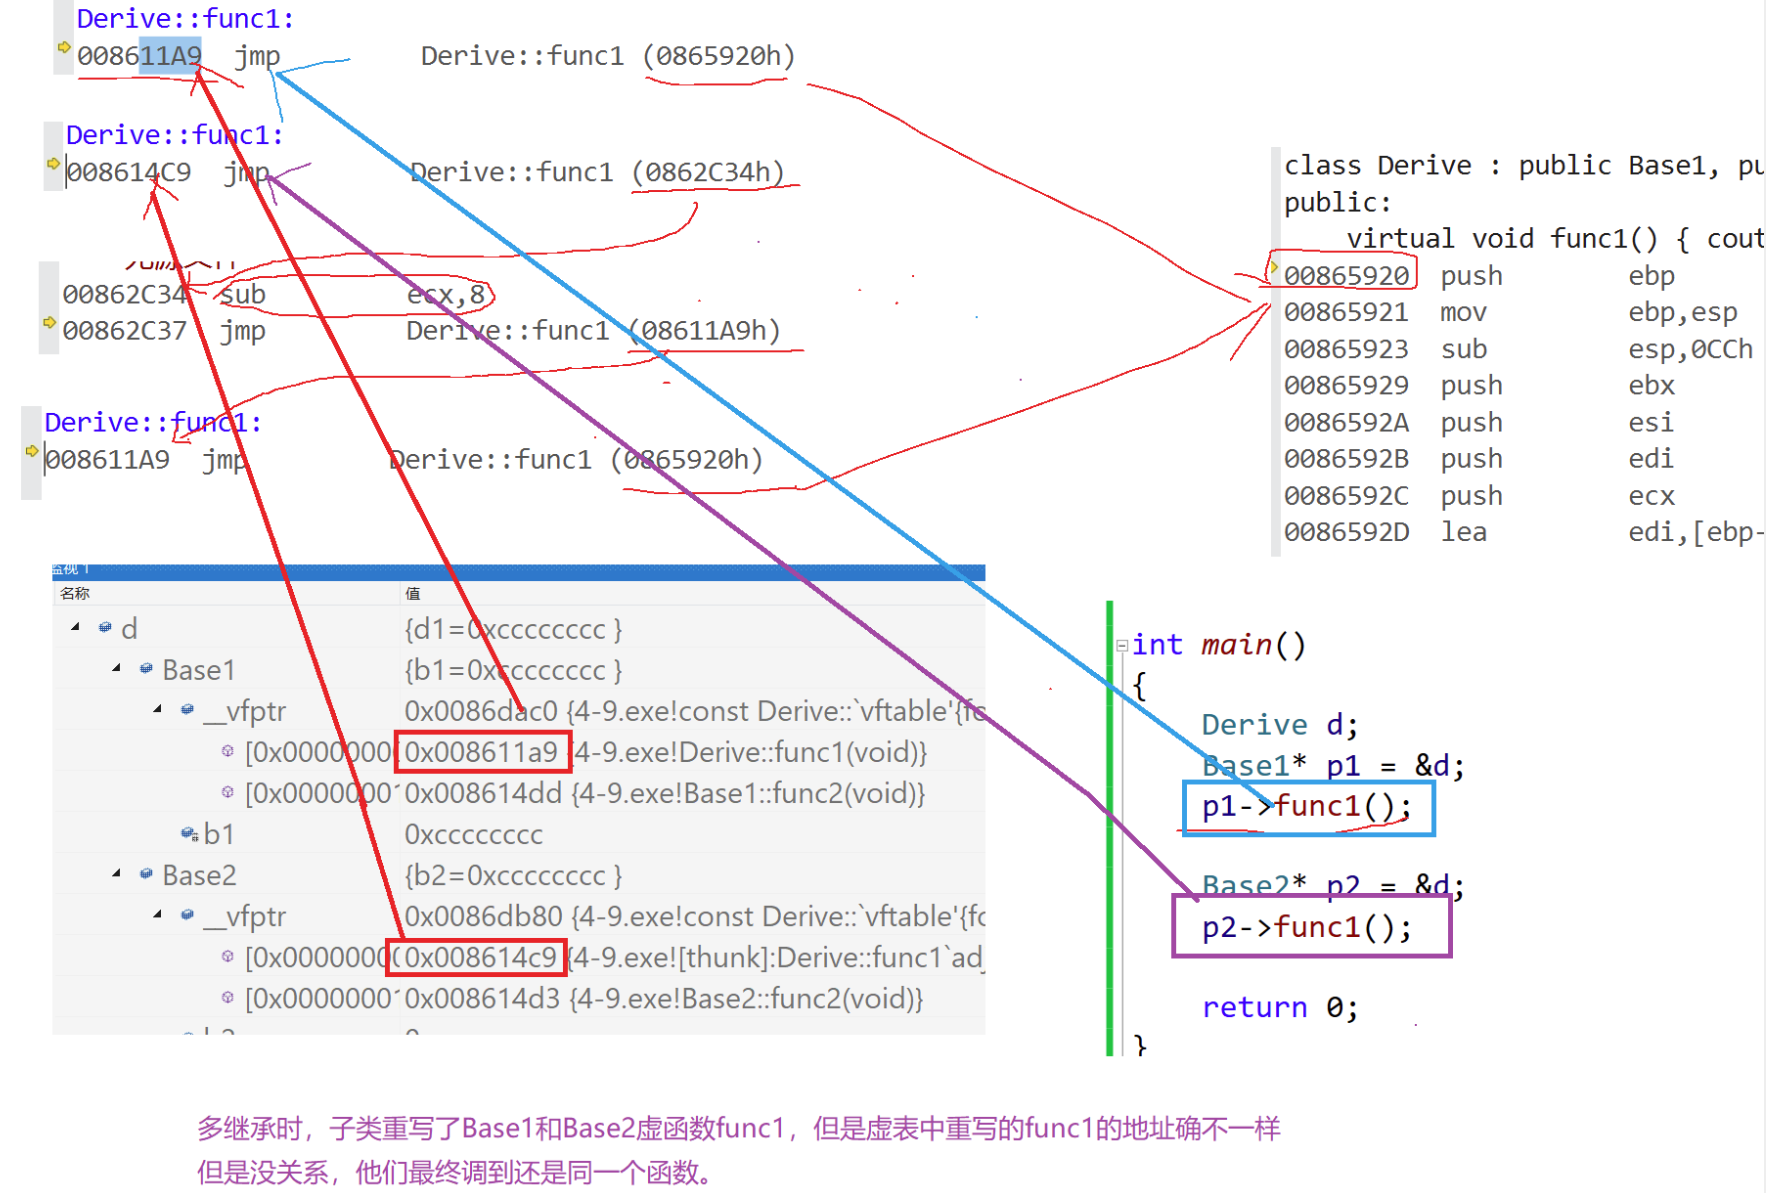 Derive::func1:
008611A9 jmp Derive::func1 (0865920h)
Derive::func1:
008614C9 jmp Derive::func1 (0862C34h)
00862C34 sub ecx,8
00862C37 jmp Derive::func1 (08611A9h)
Derive::func1:
008611A9 jmp Derive::func1 (0865920h)
class Derive : public Base1, pu
public:
virtual void func1() { cout
00865920 push ebp
00865921 mov ebp,esp
00865923 sub esp,0CCh
00865929 push ebx
0086592A push esi
0086592B push edi
0086592C push ecx
0086592D lea edi,[ebp-
监视 1
名称 值
d {d1=0xcccccccc }
Base1 {b1=0xcccccccc }
__vfptr 0x0086dac0 {4-9.exe!const Derive::`vftable'{fo
[0x00000000 0x008611a9 {4-9.exe!Derive::func1(void)}
[0x00000001 0x008614dd {4-9.exe!Base1::func2(void)}
b1 0xcccccccc
Base2 {b2=0xcccccccc }
__vfptr 0x0086db80 {4-9.exe!const Derive::`vftable'{fo
[0x00000000 0x008614c9 {4-9.exe![thunk]:Derive::func1`adj
[0x00000001 0x008614d3 {4-9.exe!Base2::func2(void)}
int main()
{
Derive d;
Base1* p1 = &d;
p1->func1();
Base2* p2 = &d;
p2->func1();
return 0;
}
多继承时，子类重写了Base1和Base2虚函数func1，但是虚表中重写的func1的地址确不一样
但是没关系，他们最终调到还是同一个函数。